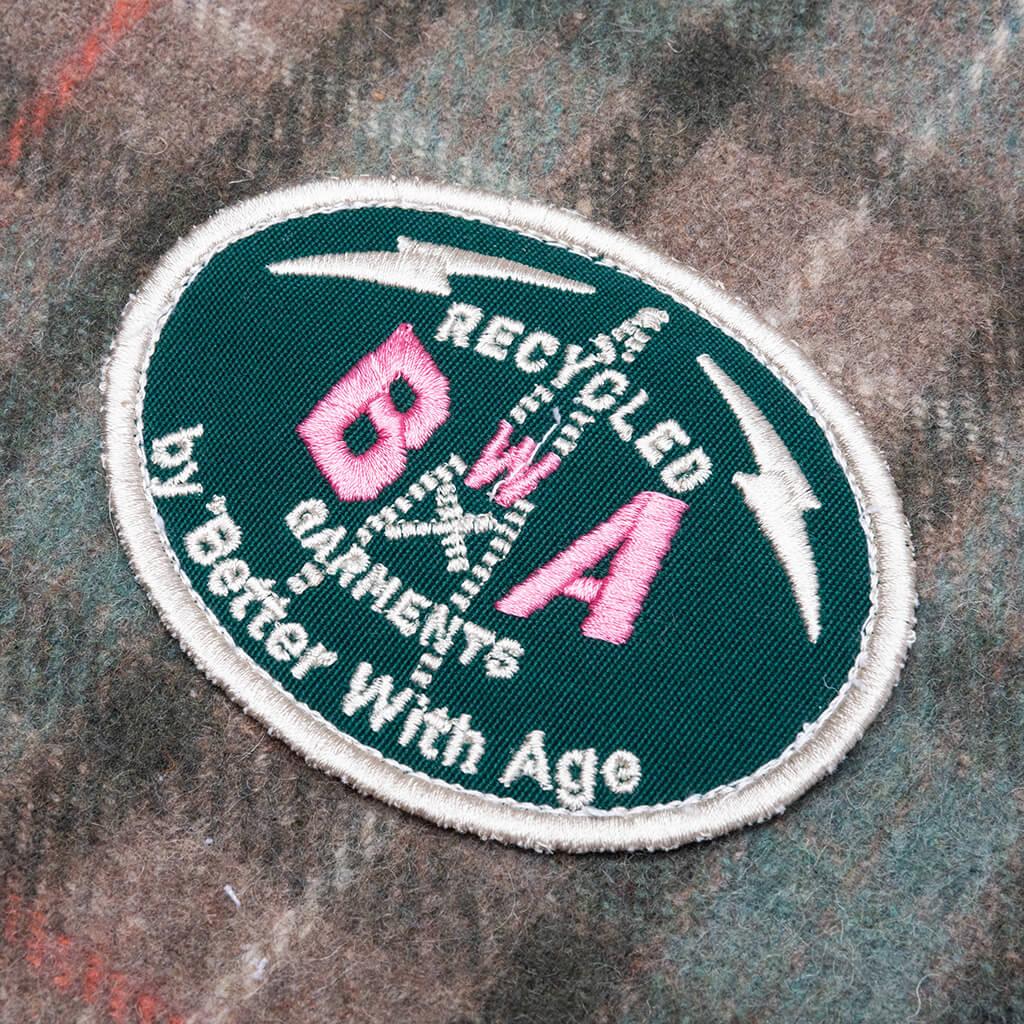 RECYCLED
BWA
GARMENTS
by "Better With Age